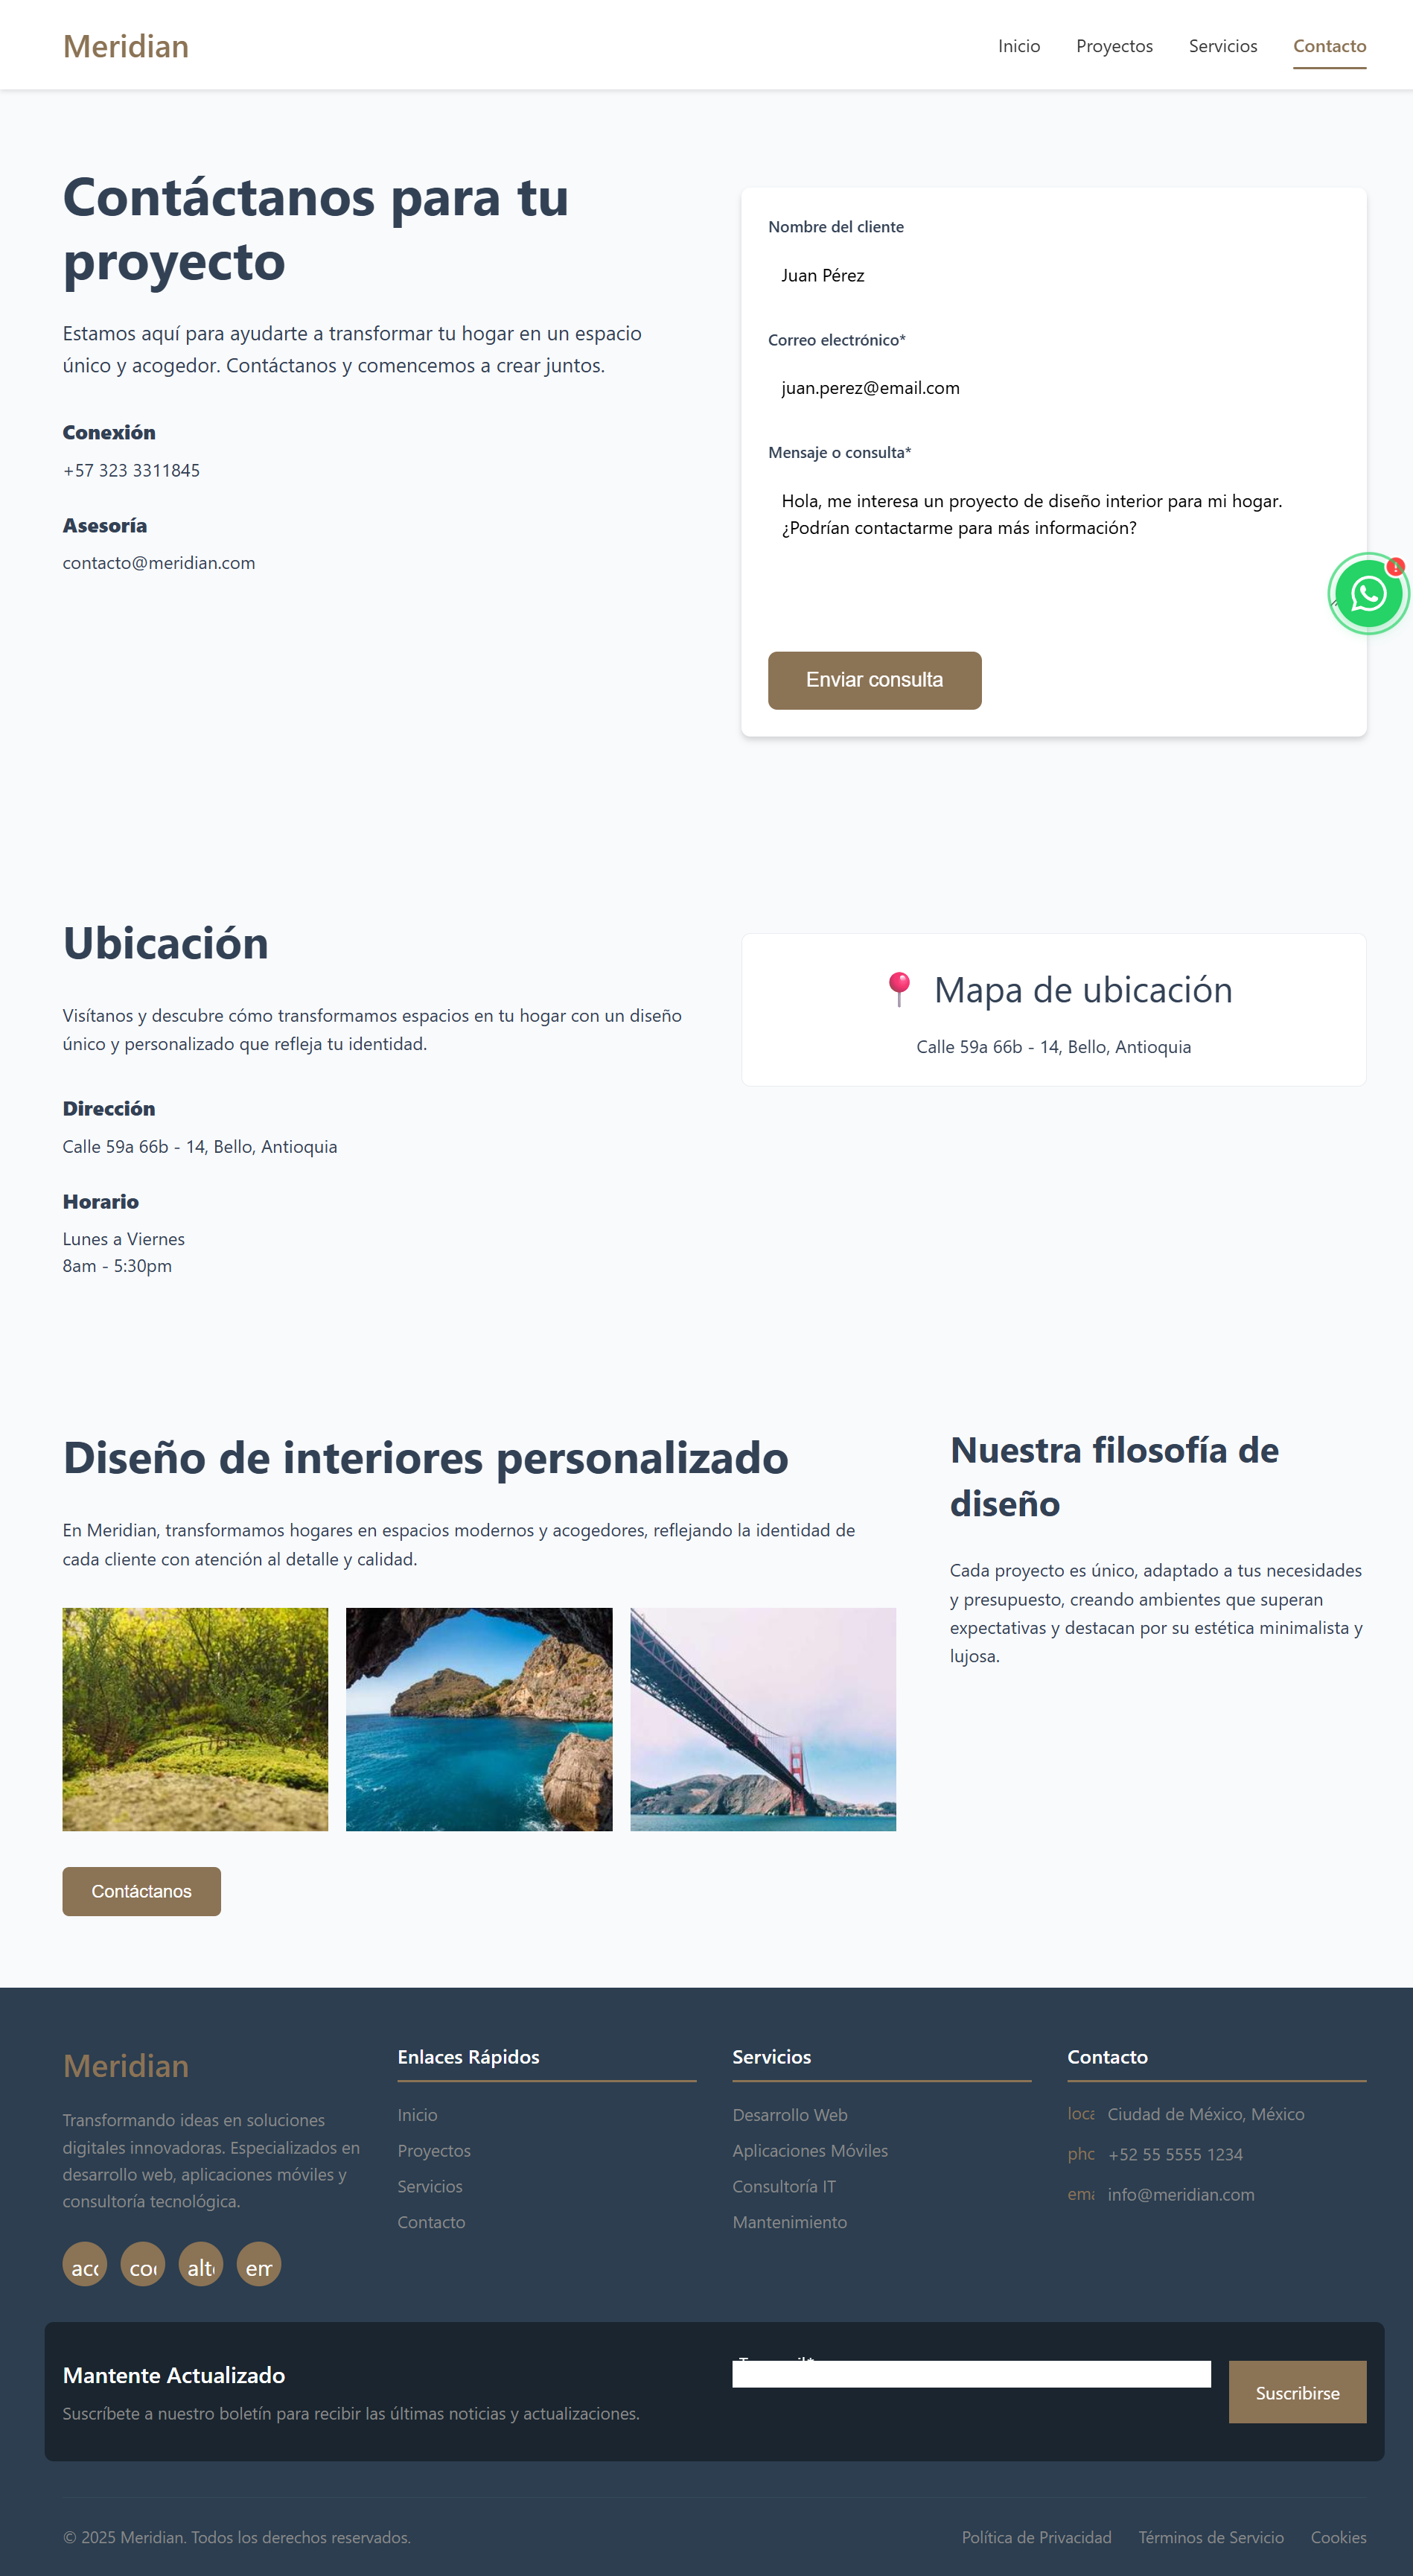 Meridian
Inicio
Proyectos
Servicios
Contacto
Contáctanos para tu
proyecto
Estamos aquí para ayudarte a transformar tu hogar en un espacio
único y acogedor. Contáctanos y comencemos a crear juntos.
Conexión
+57 323 3311845
Asesoría
contacto@meridian.com
Nombre del cliente
Juan Pérez
Correo electrónico*
juan.perez@email.com
Mensaje o consulta*
Hola, me interesa un proyecto de diseño interior para mi hogar.
¿Podrían contactarme para más información?
!
Enviar consulta
Ubicación
Visítanos y descubre cómo transformamos espacios en tu hogar con un diseño
único y personalizado que refleja tu identidad.
Dirección
Calle 59a 66b - 14, Bello, Antioquia
Horario
Lunes a Viernes
8am - 5:30pm
📍 Mapa de ubicación
Calle 59a 66b - 14, Bello, Antioquia
Diseño de interiores personalizado
En Meridian, transformamos hogares en espacios modernos y acogedores, reflejando la identidad de
cada cliente con atención al detalle y calidad.
Contáctanos
Nuestra filosofía de
diseño
Cada proyecto es único, adaptado a tus necesidades
y presupuesto, creando ambientes que superan
expectativas y destacan por su estética minimalista y
lujosa.
Meridian
Transformando ideas en soluciones
digitales innovadoras. Especializados en
desarrollo web, aplicaciones móviles y
consultoría tecnológica.
Enlaces Rápidos
Inicio
Proyectos
Servicios
Contacto
Servicios
Desarrollo Web
Aplicaciones Móviles
Consultoría IT
Mantenimiento
Contacto
Ciudad de México, México
+52 55 5555 1234
info@meridian.com
Mantente Actualizado
Suscríbete a nuestro boletín para recibir las últimas noticias y actualizaciones.
Suscribirse
© 2025 Meridian. Todos los derechos reservados.
Política de Privacidad
Términos de Servicio
Cookies